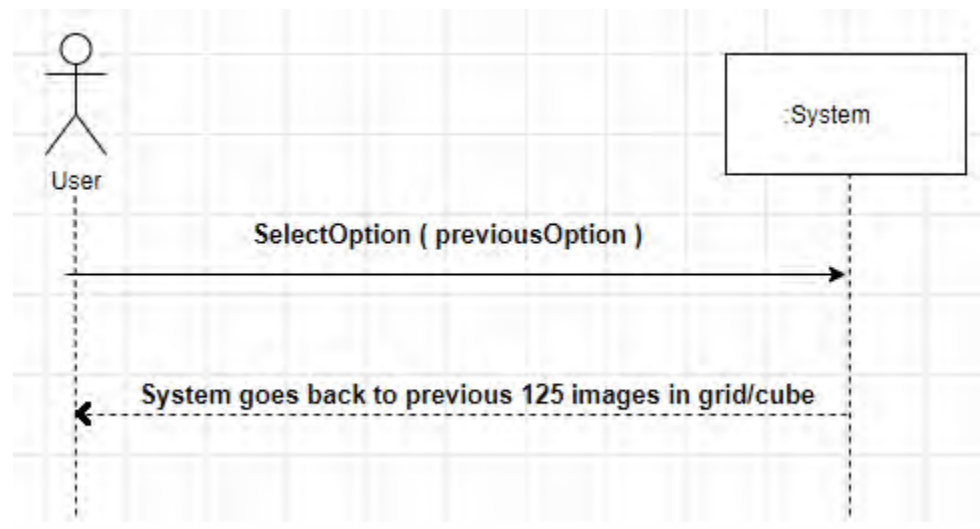 :System
User
SelectOption ( previousOption )
System goes back to previous 125 images in grid/cube